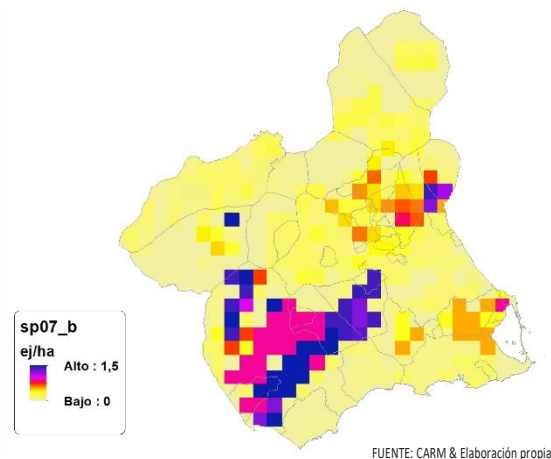 sp07_b
ej/ha
Alto : 1,5
Bajo : 0
FUENTE: CARM & Elaboración propia